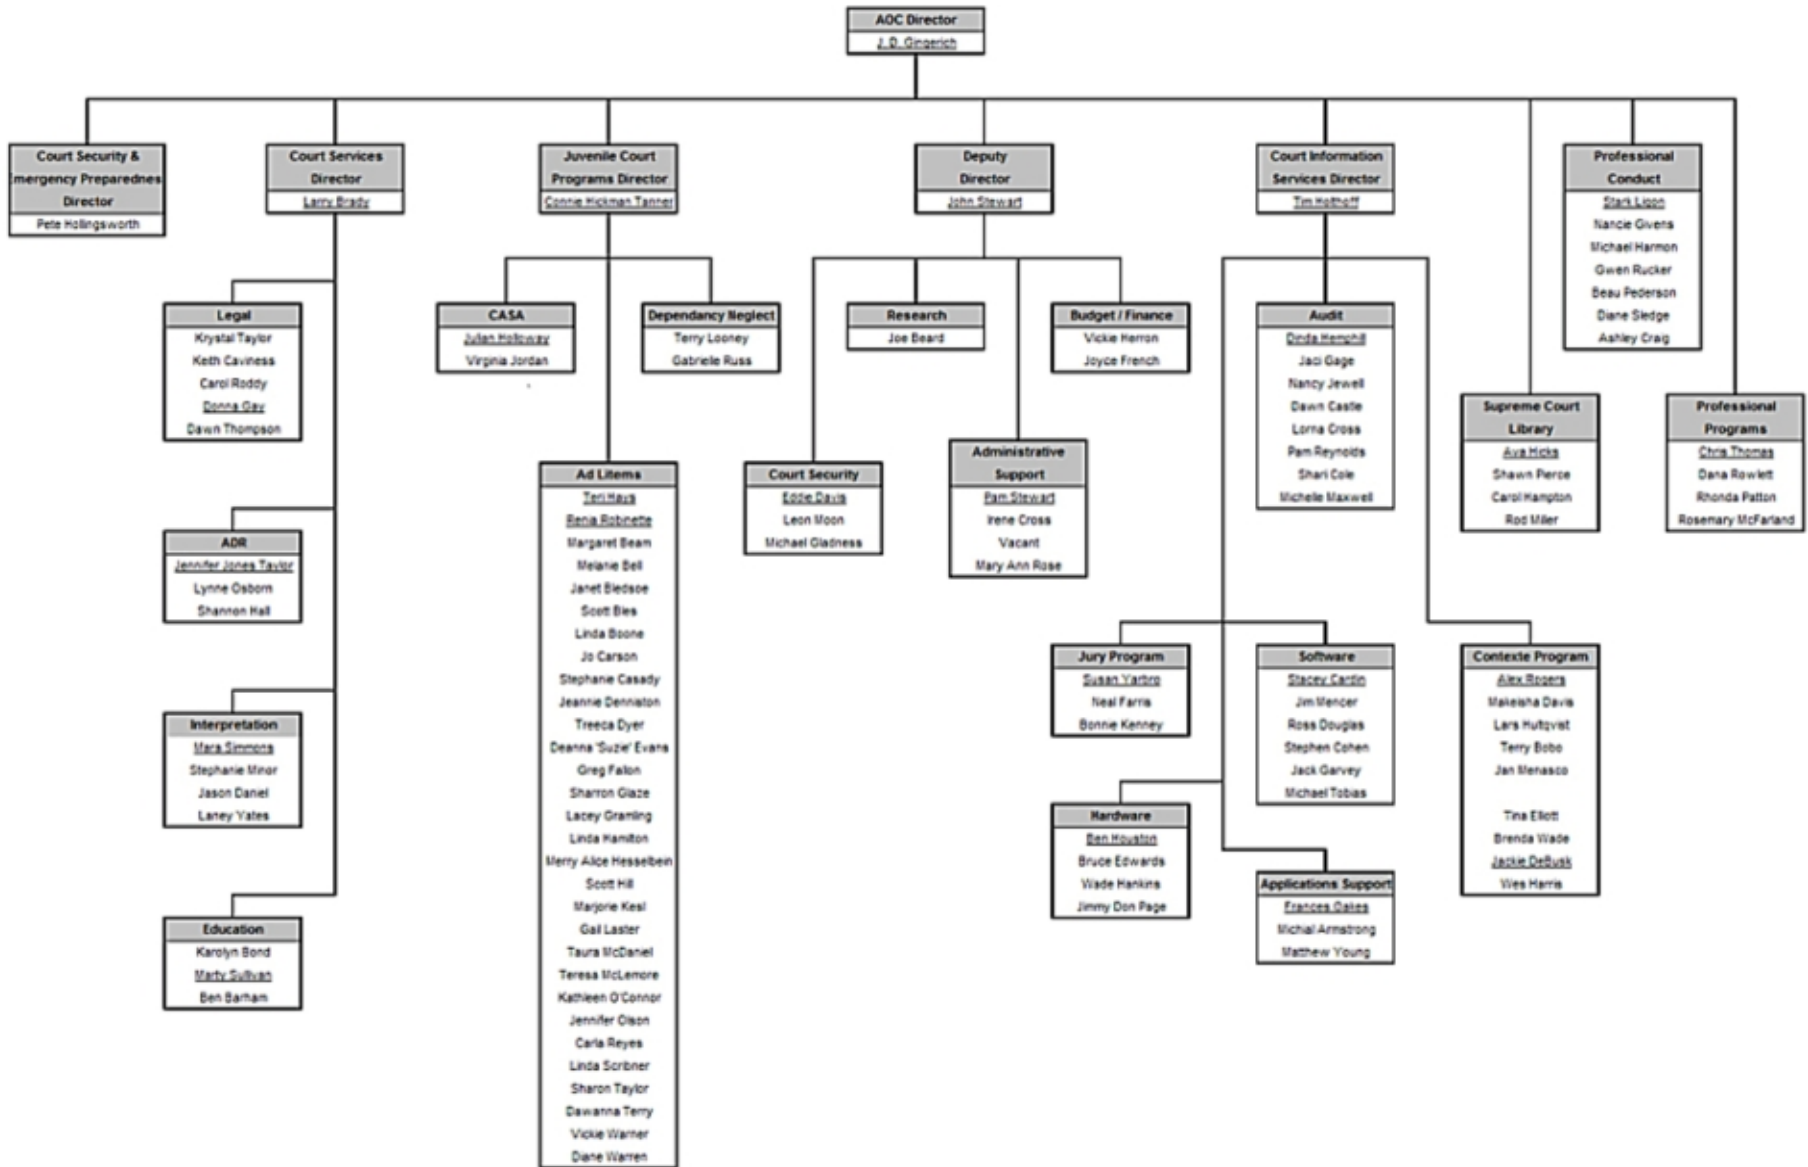 AOC Director
J. D. Gingerich
Court Security &
Emergency Preparednes
Director
Pete Hollingsworth
Court Services
Director
Larry Brady
Juvenile Court
Programs Director
Connie Hickman Tanner
Deputy
Director
John Stewart
Court Information
Services Director
Tim Holthoff
Professional
Conduct
Stark Ligon
Nancie Givens
Michael Harmon
Gwen Rucker
Beau Pederson
Diane Sledge
Ashley Craig
Legal
Krystal Taylor
Keth Caviness
Carol Roddy
Donna Gay
Dawn Thompson
ADR
Jennifer Jones Taylor
Lynne Osborn
Shannon Hall
Interpretation
Mara Simmons
Stephanie Minor
Jason Daniel
Laney Yates
Education
Karolyn Bond
Marty Sullivan
Ben Barham
CASA
Julian Holloway
Virginia Jordan
Dependancy Neglect
Terry Looney
Gabrielle Russ
Ad Litems
Teri Hays
Renia Robinette
Margaret Beam
Melanie Bell
Janet Bledsoe
Scott Bles
Linda Boone
Jo Carson
Stephanie Casady
Jeannie Denniston
Treeca Dyer
Deanna 'Suzie' Evans
Greg Fallon
Sharron Glaze
Lacey Gramling
Linda Hamilton
Merry Alice Hesselbein
Scott Hill
Marjorie Kesl
Gail Laster
Taura McDaniel
Teresa McLemore
Kathleen O'Connor
Jennifer Olson
Carla Reyes
Linda Scribner
Sharon Taylor
Dawanna Terry
Vickie Warner
Diane Warren
Court Security
Eddie Davis
Leon Moon
Michael Gladness
Research
Joe Beard
Administrative
Support
Pam Stewart
Irene Cross
Vacant
Mary Ann Rose
Budget / Finance
Vickie Herron
Joyce French
Audit
Dinda Hemphill
Jaci Gage
Nancy Jewell
Dawn Castle
Lorna Cross
Pam Reynolds
Shari Cole
Michelle Maxwell
Supreme Court
Library
Ava Hicks
Shawn Pierce
Carol Hampton
Rod Miller
Professional
Programs
Chris Thomas
Dana Rowlett
Rhonda Patton
Rosemary McFarland
Jury Program
Susan Yarbro
Neal Farris
Bonnie Kenney
Software
Stacey Cardin
Jim Mencer
Ross Douglas
Stephen Cohen
Jack Garvey
Michael Tobias
Contexte Program
Alex Rogers
Makeisha Davis
Lars Hultqvist
Terry Bobo
Jan Menasco
Tina Elliott
Brenda Wade
Jackie DeBusk
Wes Harris
Hardware
Ben Houston
Bruce Edwards
Wade Hankins
Jimmy Don Page
Applications Support
Frances Oakes
Michial Armstrong
Matthew Young